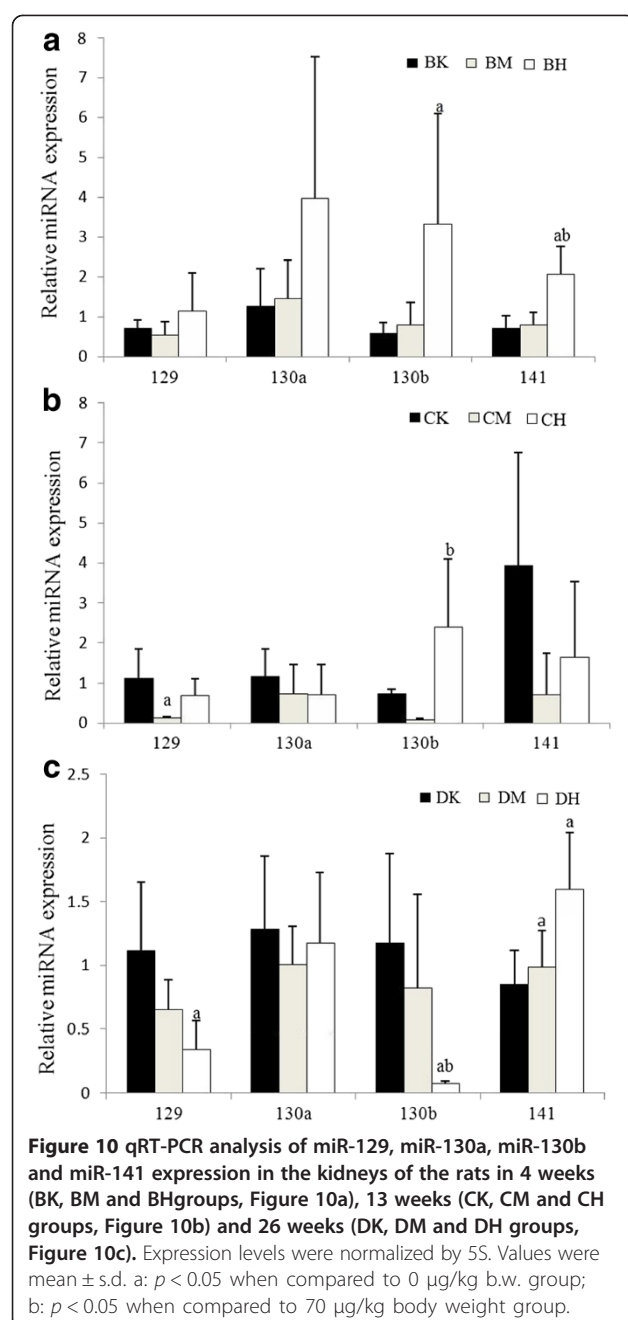 a
8
7
6
5
4
3
2
1
0
Relative miRNA expression
BK BM BH
a
ab
129 130a 130b 141
b
8
7
6
5
4
3
2
1
0
Relative miRNA expression
CK CM CH
a
b
129 130a 130b 141
c
2.5
2
1.5
1
0.5
0
Relative miRNA expression
DK DM DH
a
ab
a
a
129 130a 130b 141
Figure 10 qRT-PCR analysis of miR-129, miR-130a, miR-130b
and miR-141 expression in the kidneys of the rats in 4 weeks
(BK, BM and BHgroups, Figure 10a), 13 weeks (CK, CM and CH
groups, Figure 10b) and 26 weeks (DK, DM and DH groups,
Figure 10c). Expression levels were normalized by 5S. Values were
mean ± s.d. a: p < 0.05 when compared to 0 μg/kg b.w. group;
b: p < 0.05 when compared to 70 μg/kg body weight group.